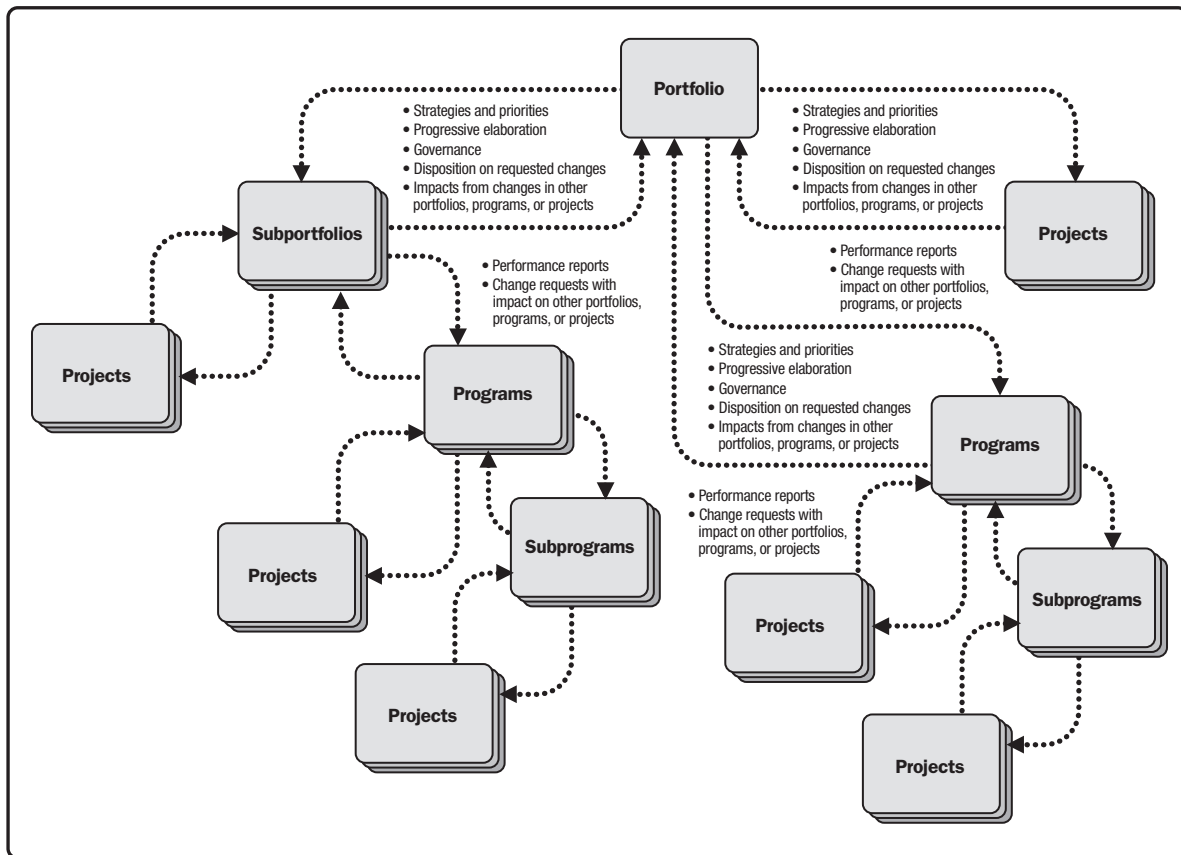 Portfolio
• Strategies and priorities
• Progressive elaboration
• Governance
• Disposition on requested changes
• Impacts from changes in other
portfolios, programs, or projects
• Strategies and priorities
• Progressive elaboration
• Governance
• Disposition on requested changes
• Impacts from changes in other
portfolios, programs, or projects
Subportfolios
Projects
• Performance reports
• Change requests with
impact on other portfolios,
programs, or projects
• Performance reports
• Change requests with
impact on other portfolios,
programs, or projects
Projects
Programs
• Strategies and priorities
• Progressive elaboration
• Governance
• Disposition on requested changes
• Impacts from changes in other
portfolios, programs, or projects
Programs
• Performance reports
• Change requests with
impact on other portfolios,
programs, or projects
Projects
Subprograms
Projects
Subprograms
Projects
Projects